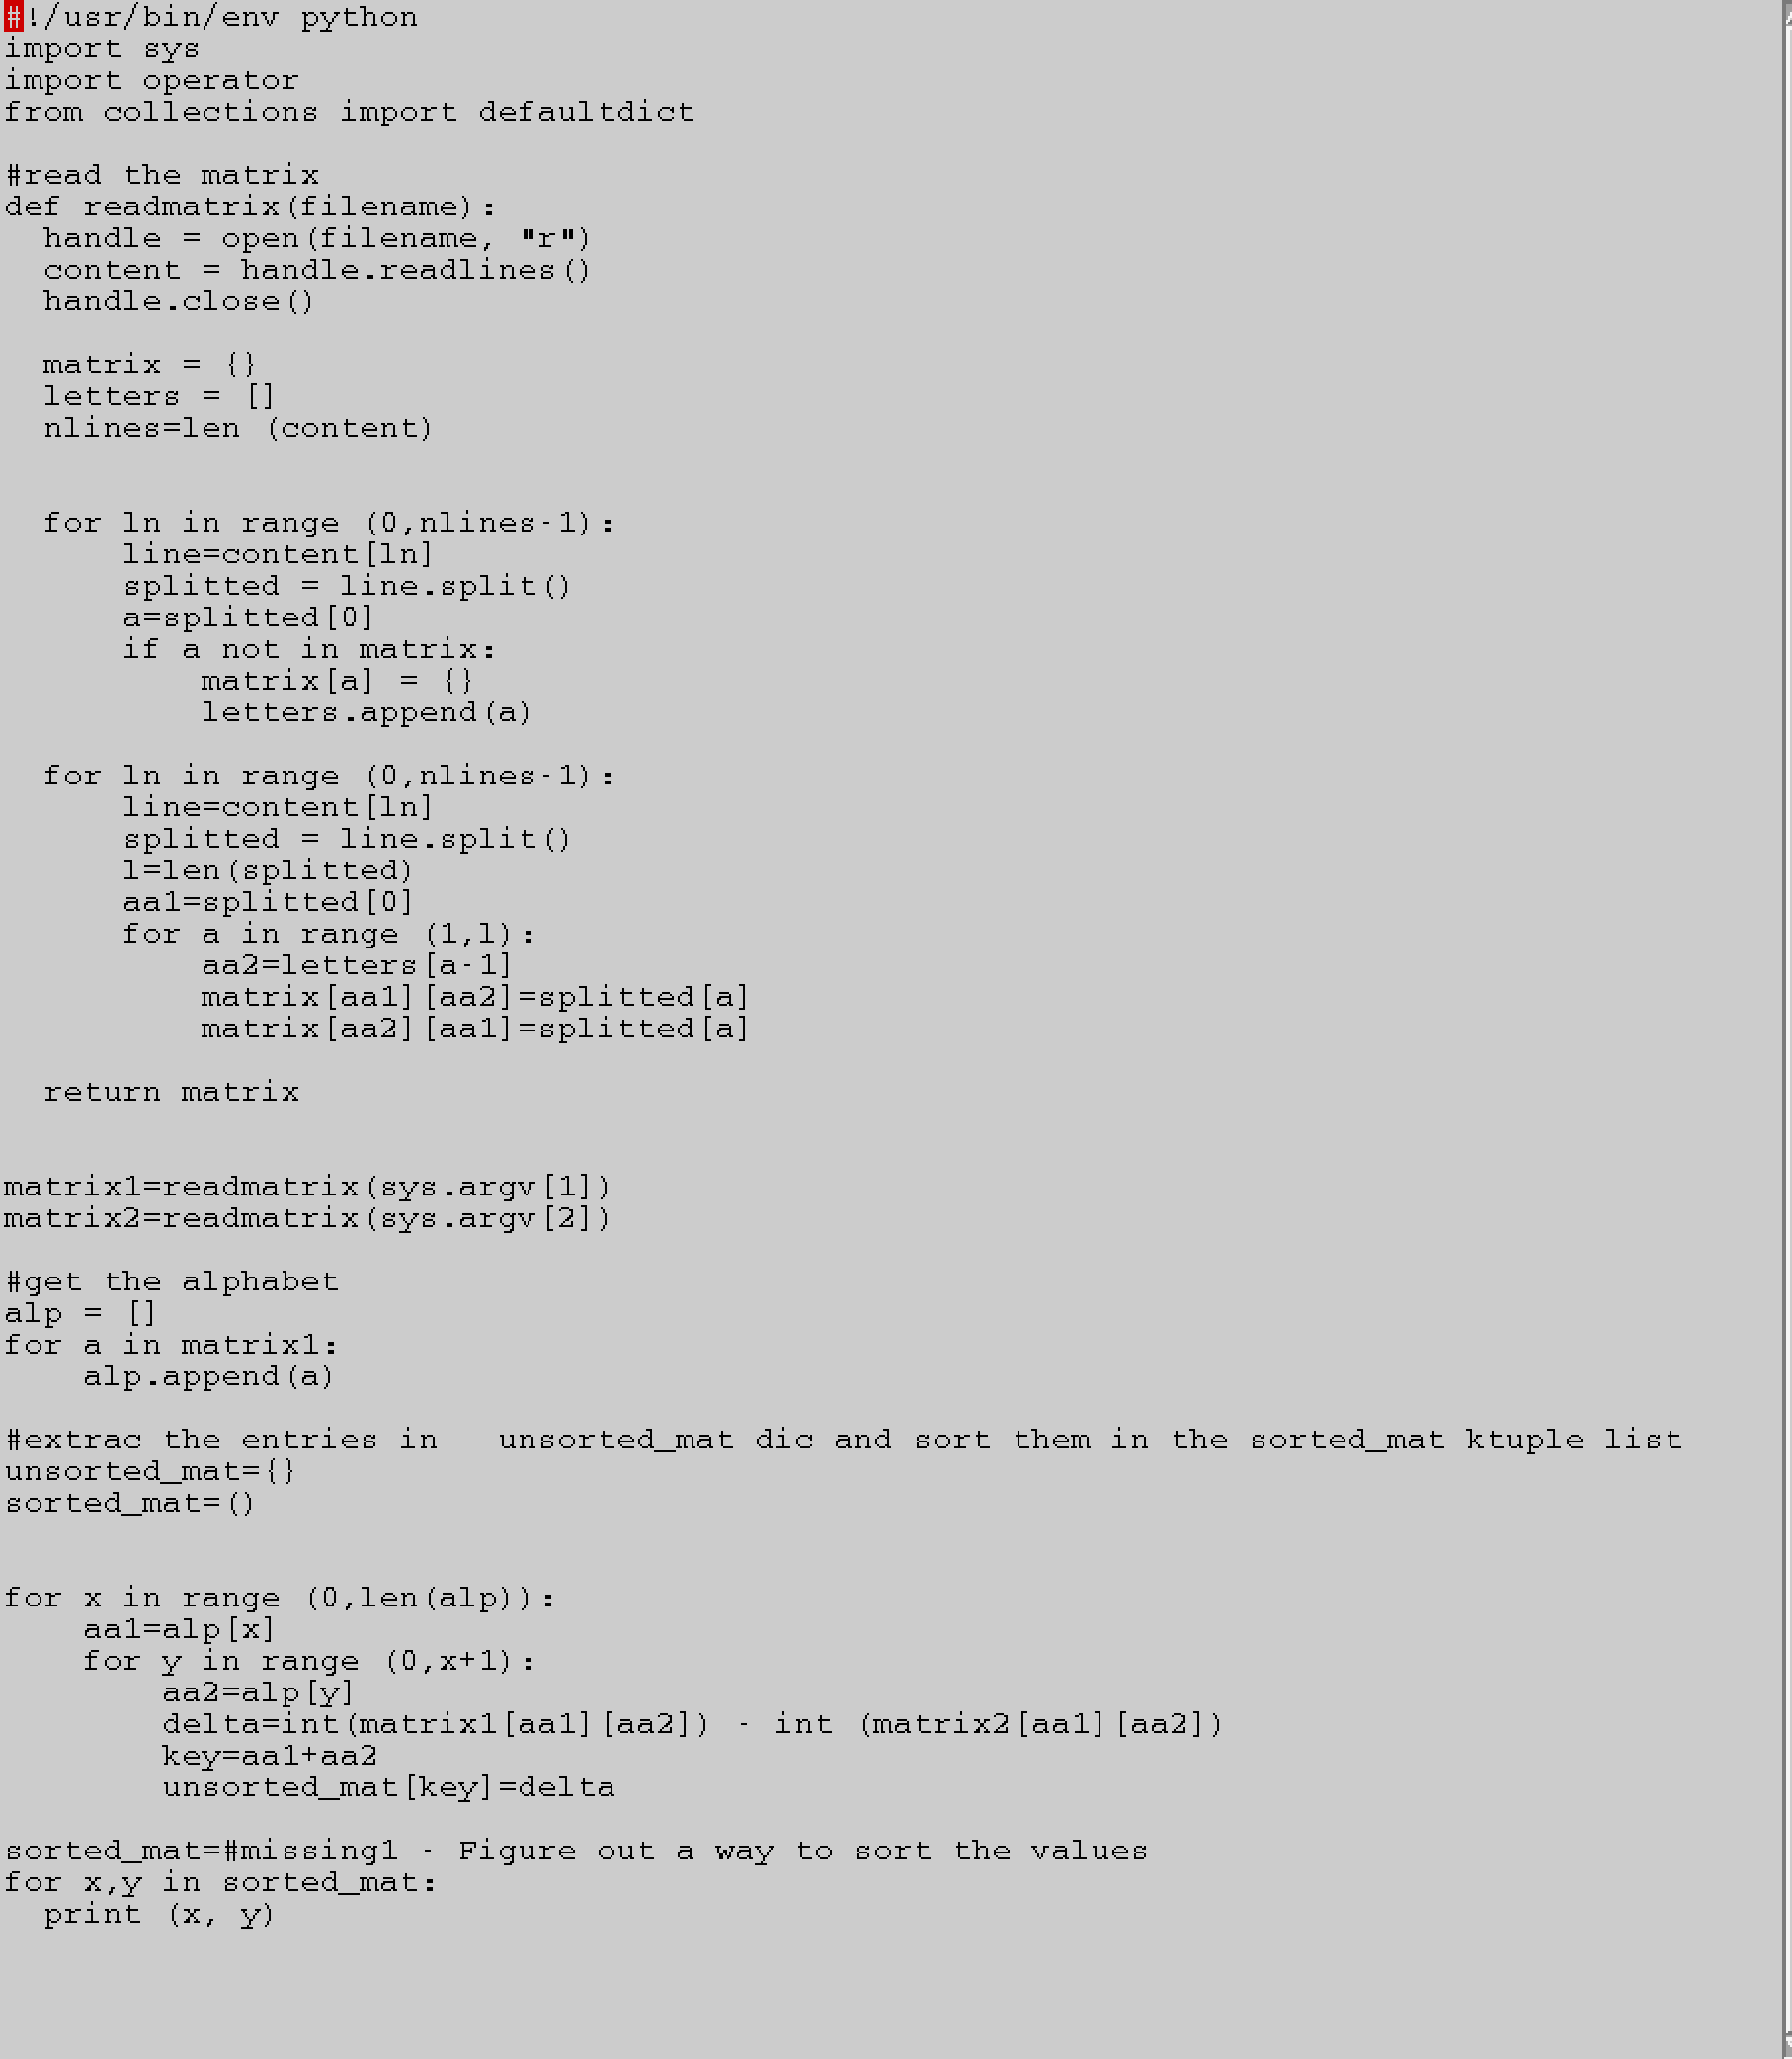 #!/usr/bin/env python
import sys
import operator
from collections import defaultdict

#read the matrix
def readmatrix(filename):
  handle = open(filename, "r")
  content = handle.readlines()
  handle.close()

  matrix = {}
  letters = []
  nlines=len (content)


  for ln in range (0,nlines-1):
      line=content[ln]
      splitted = line.split()
      a=splitted[0]
      if a not in matrix:
          matrix[a] = {}
          letters.append(a)

  for ln in range (0,nlines-1):
      line=content[ln]
      splitted = line.split()
      l=len(splitted)
      aa1=splitted[0]
      for a in range (1,l):
          aa2=letters[a-1]
          matrix[aa1][aa2]=splitted[a]
          matrix[aa2][aa1]=splitted[a]

  return matrix


matrix1=readmatrix(sys.argv[1])
matrix2=readmatrix(sys.argv[2])

#get the alphabet
alp = []
for a in matrix1:
    alp.append(a)

#extrac the entries in   unsorted_mat dic and sort them in the sorted_mat ktuple list
unsorted_mat={}
sorted_mat=()


for x in range (0,len(alp)):
    aa1=alp[x]
    for y in range (0,x+1):
        aa2=alp[y]
        delta=int(matrix1[aa1][aa2]) - int (matrix2[aa1][aa2])
        key=aa1+aa2
        unsorted_mat[key]=delta

sorted_mat=#missing1 - Figure out a way to sort the values
for x,y in sorted_mat:
  print (x, y)